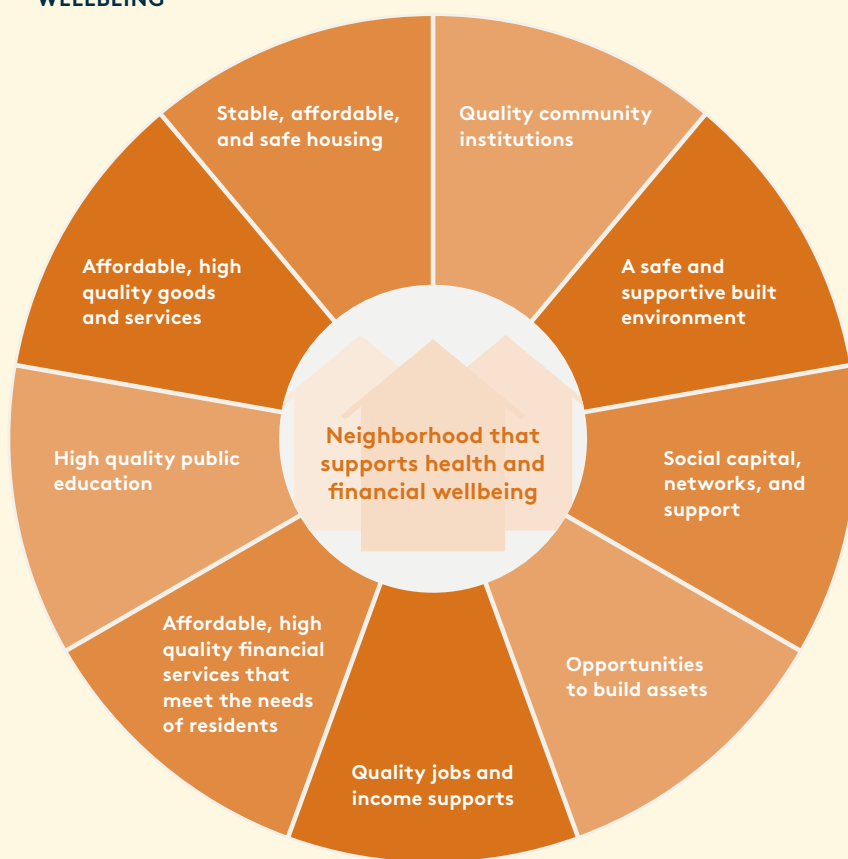 WELLBEING
Stable, affordable,
and safe housing
Quality community
institutions
A safe and
supportive built
environment
Social capital,
networks, and
support
Opportunities
to build assets
Quality jobs and
income supports
Affordable, high
quality financial
services that
meet the needs
of residents
High quality public
education
Affordable, high
quality goods
and services
Neighborhood that
supports health and
financial wellbeing